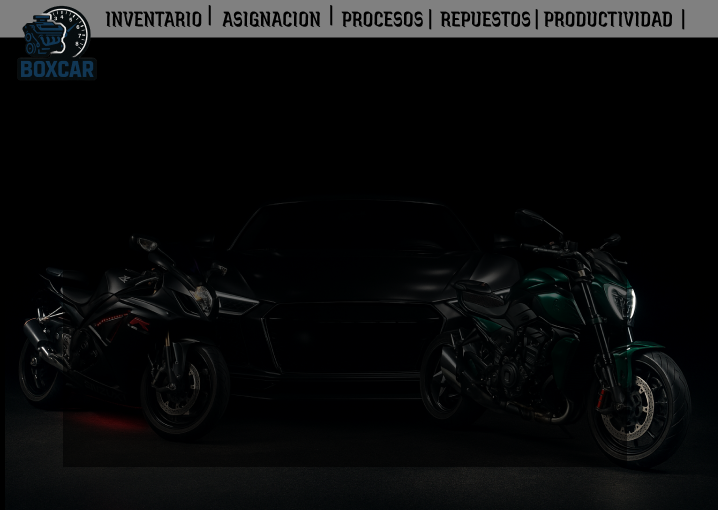 INVENTARIO | ASIGNACION | PROCESOS | REPUESTOS | PRODUCTIVIDAD |
BOXCAR